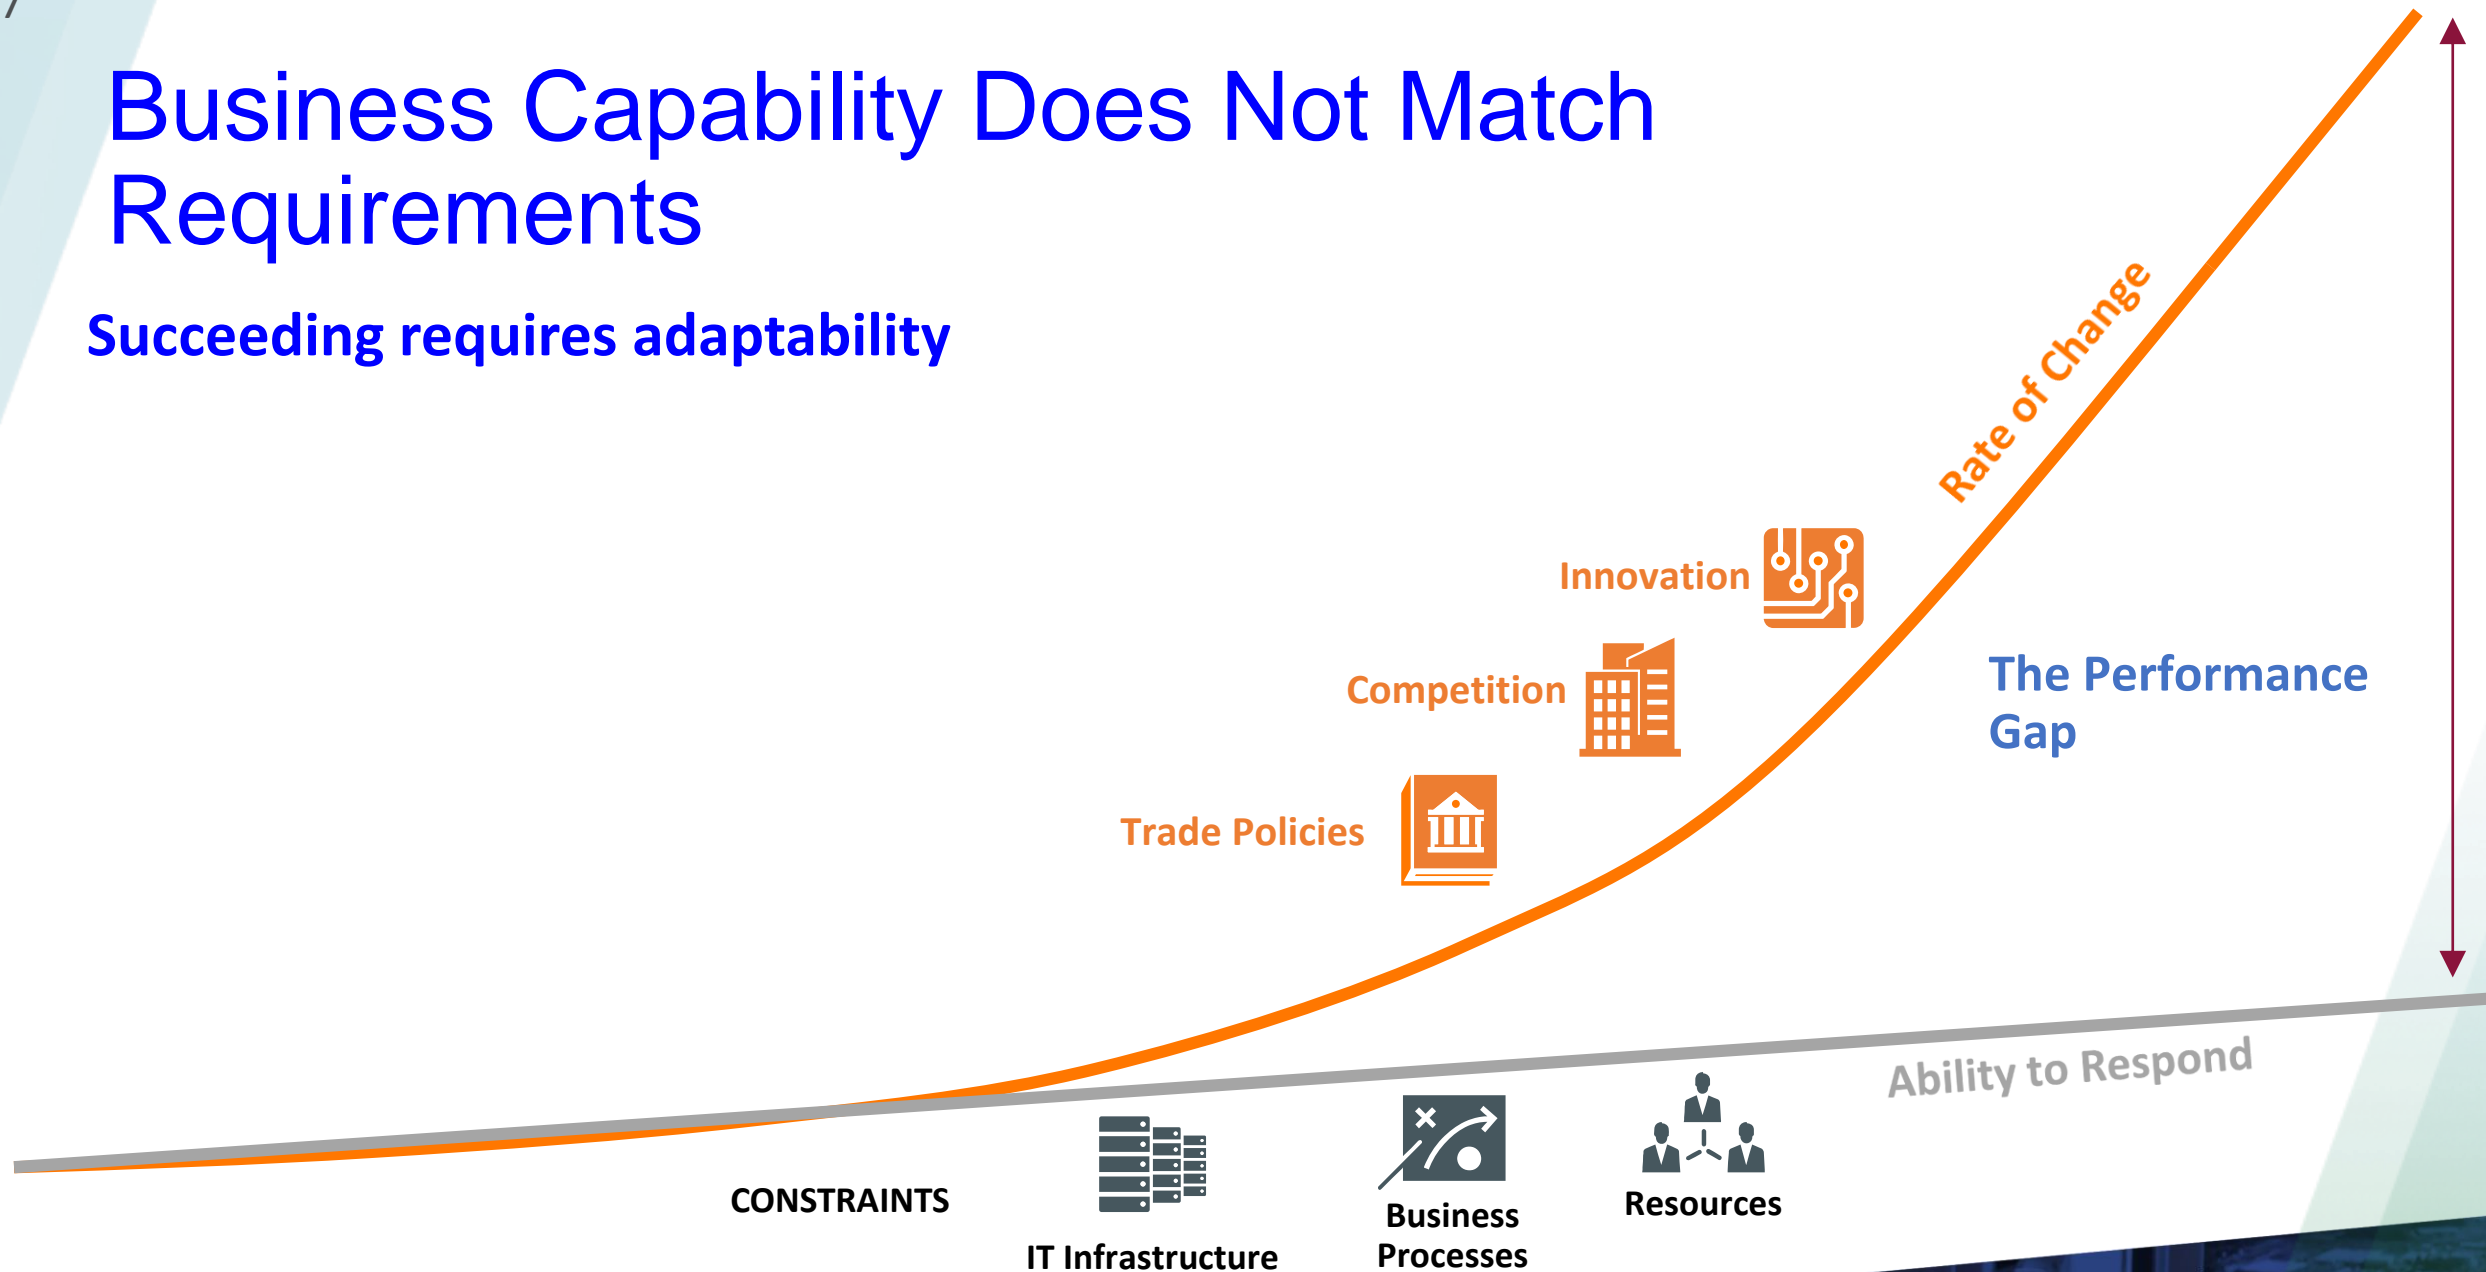 Business Capability Does Not Match
Requirements
Succeeding requires adaptability
Rate of Change
Innovation
Competition
The Performance
Gap
Trade Policies
Ability to Respond
CONSTRAINTS
IT Infrastructure
Business
Processes
Resources